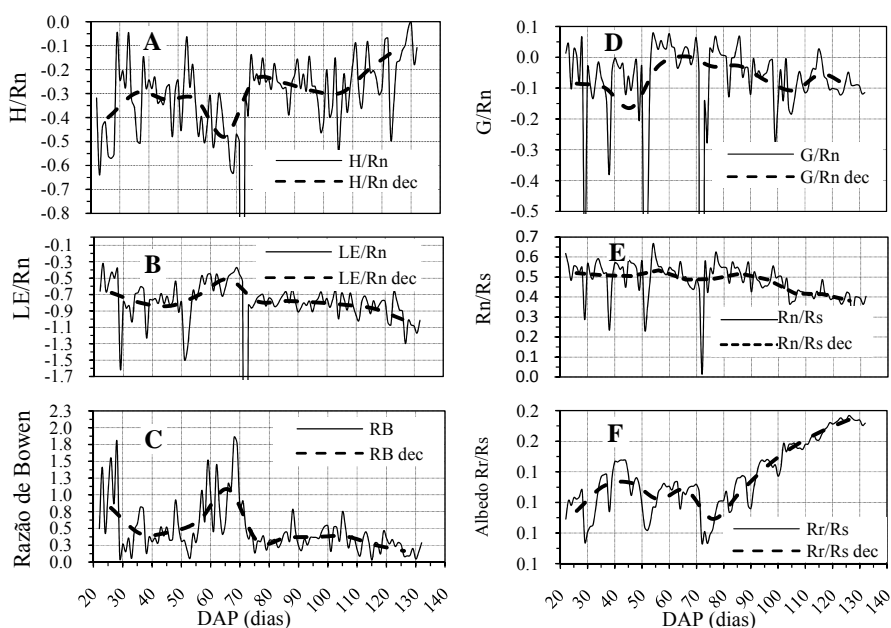 H/Rn
0.0
-0.1
-0.2
-0.3
-0.4
-0.5
-0.6
-0.7
-0.8
A
H/Rn
H/Rn dec
G/Rn
0.1
0.0
-0.1
-0.2
-0.3
-0.4
-0.5
D
G/Rn
G/Rn dec
LE/Rn
-0.1
-0.3
-0.5
-0.7
-0.9
-1.1
-1.3
-1.5
-1.7
B
LE/Rn
LE/Rn dec
Rn/Rs
0.7
0.6
0.5
0.4
0.3
0.2
0.1
0.0
E
Rn/Rs
Rn/Rs dec
Razão de Bowen
2.3
2.0
1.8
1.5
1.3
1.0
0.8
0.5
0.3
0.0
C
RB
RB dec
20 30 40 50 60 70 80 90 100 110 120 130 140
DAP (dias)
Albedo Rr/Rs
0.2
0.2
0.1
0.1
0.1
0.1
F
Rr/Rs
Rr/Rs dec
20 30 40 50 60 70 80 90 100 110 120 130 140
DAP (dias)